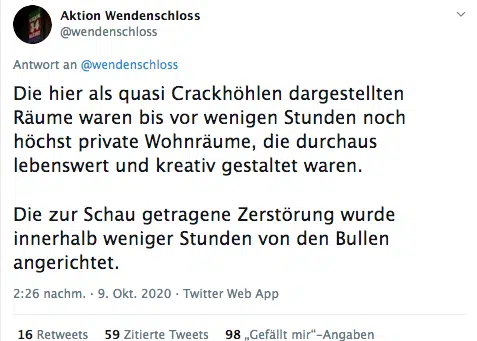 Aktion Wendenschloss
@wendenschloss
Antwort an @wendenschloss
Die hier als quasi Crackhöhlen dargestellten
Räume waren bis vor wenigen Stunden noch
höchst private Wohnräume, die durchaus
lebenswert und kreativ gestaltet waren.
Die zur Schau getragene Zerstörung wurde
innerhalb weniger Stunden von den Bullen
angerichtet.
2:26 nachm. · 9. Okt. 2020 · Twitter Web App
16 Retweets 59 Zitierte Tweets 98 „Gefällt mir“-Angaben